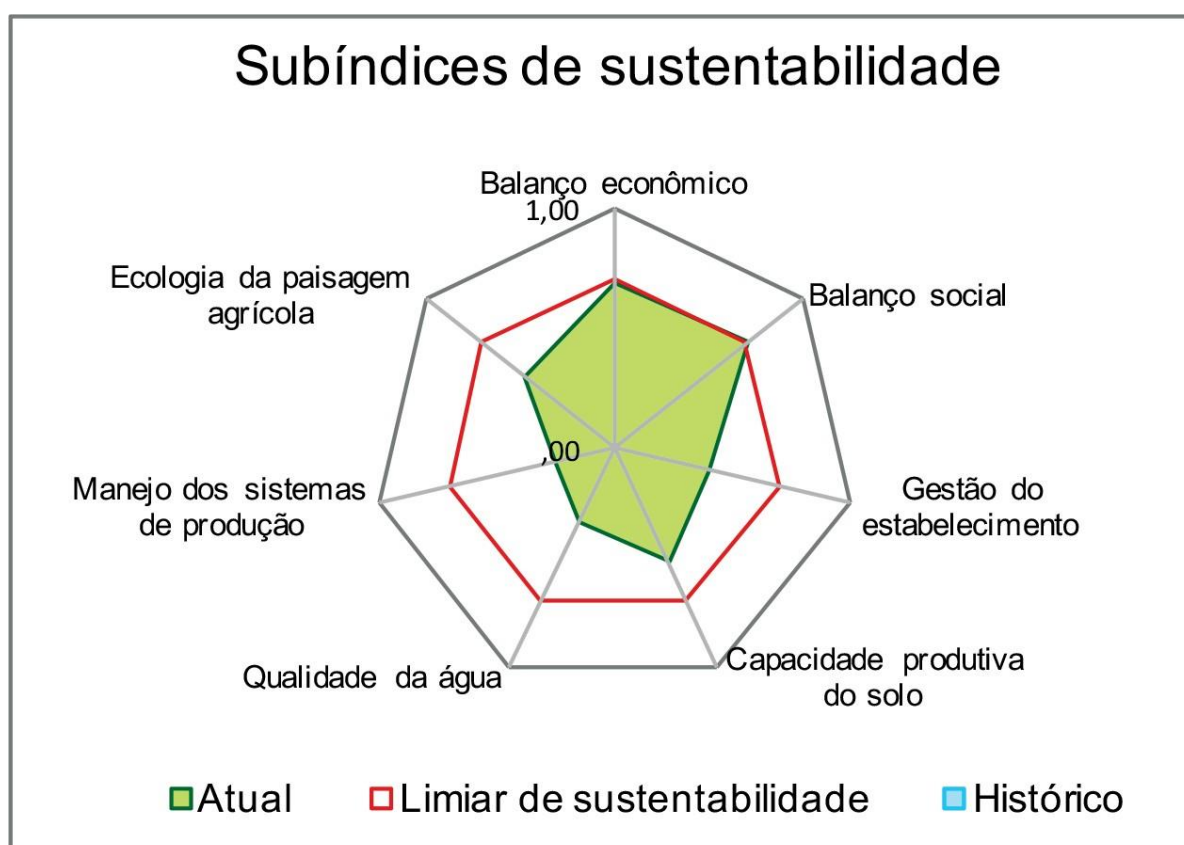 Subíndices de sustentabilidade
Balanço econômico
1,00
Ecologia da paisagem
agrícola
Balanço social
,00
Manejo dos sistemas
de produção
Gestão do
estabelecimento
Qualidade da água
Capacidade produtiva
do solo
Atual
Limiar de sustentabilidade
Histórico